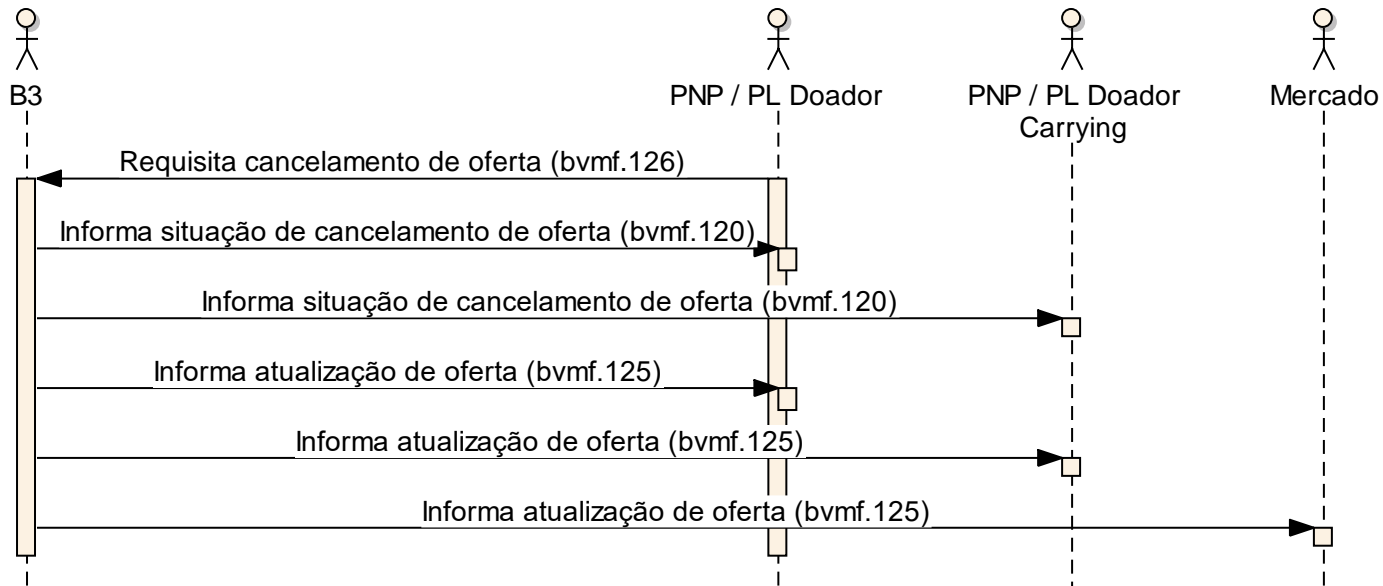 B3
PNP / PL Doador
PNP / PL Doador
Carrying
Mercado
Requisita cancelamento de oferta (bvmf.126)
Informa situação de cancelamento de oferta (bvmf.120)
Informa situação de cancelamento de oferta (bvmf.120)
Informa atualização de oferta (bvmf.125)
Informa atualização de oferta (bvmf.125)
Informa atualização de oferta (bvmf.125)